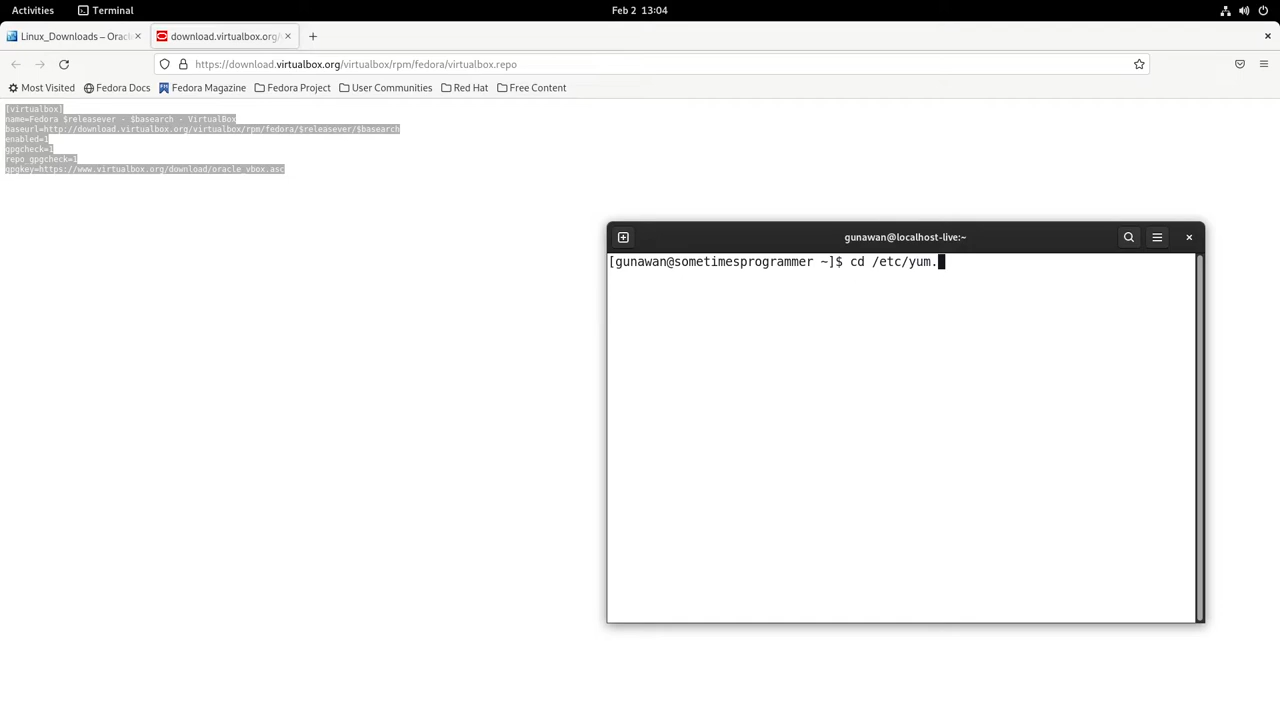 Activities Terminal Feb 2 13:04
Linux_Downloads – Oracl download.virtualbox.org/
https://download.virtualbox.org/virtualbox/rpm/fedora/virtualbox.repo
Most Visited Fedora Docs Fedora Magazine Fedora Project User Communities Red Hat Free Content
[virtualbox]
name=Fedora $releasever - $basearch - VirtualBox
baseurl=http://download.virtualbox.org/virtualbox/rpm/fedora/$releasever/$basearch
enabled=1
gpgcheck=1
repo_gpgcheck=1
gpgkey=https://www.virtualbox.org/download/oracle_vbox.asc
gunawan@localhost-live:~
[gunawan@sometimesprogrammer ~]$ cd /etc/yum.